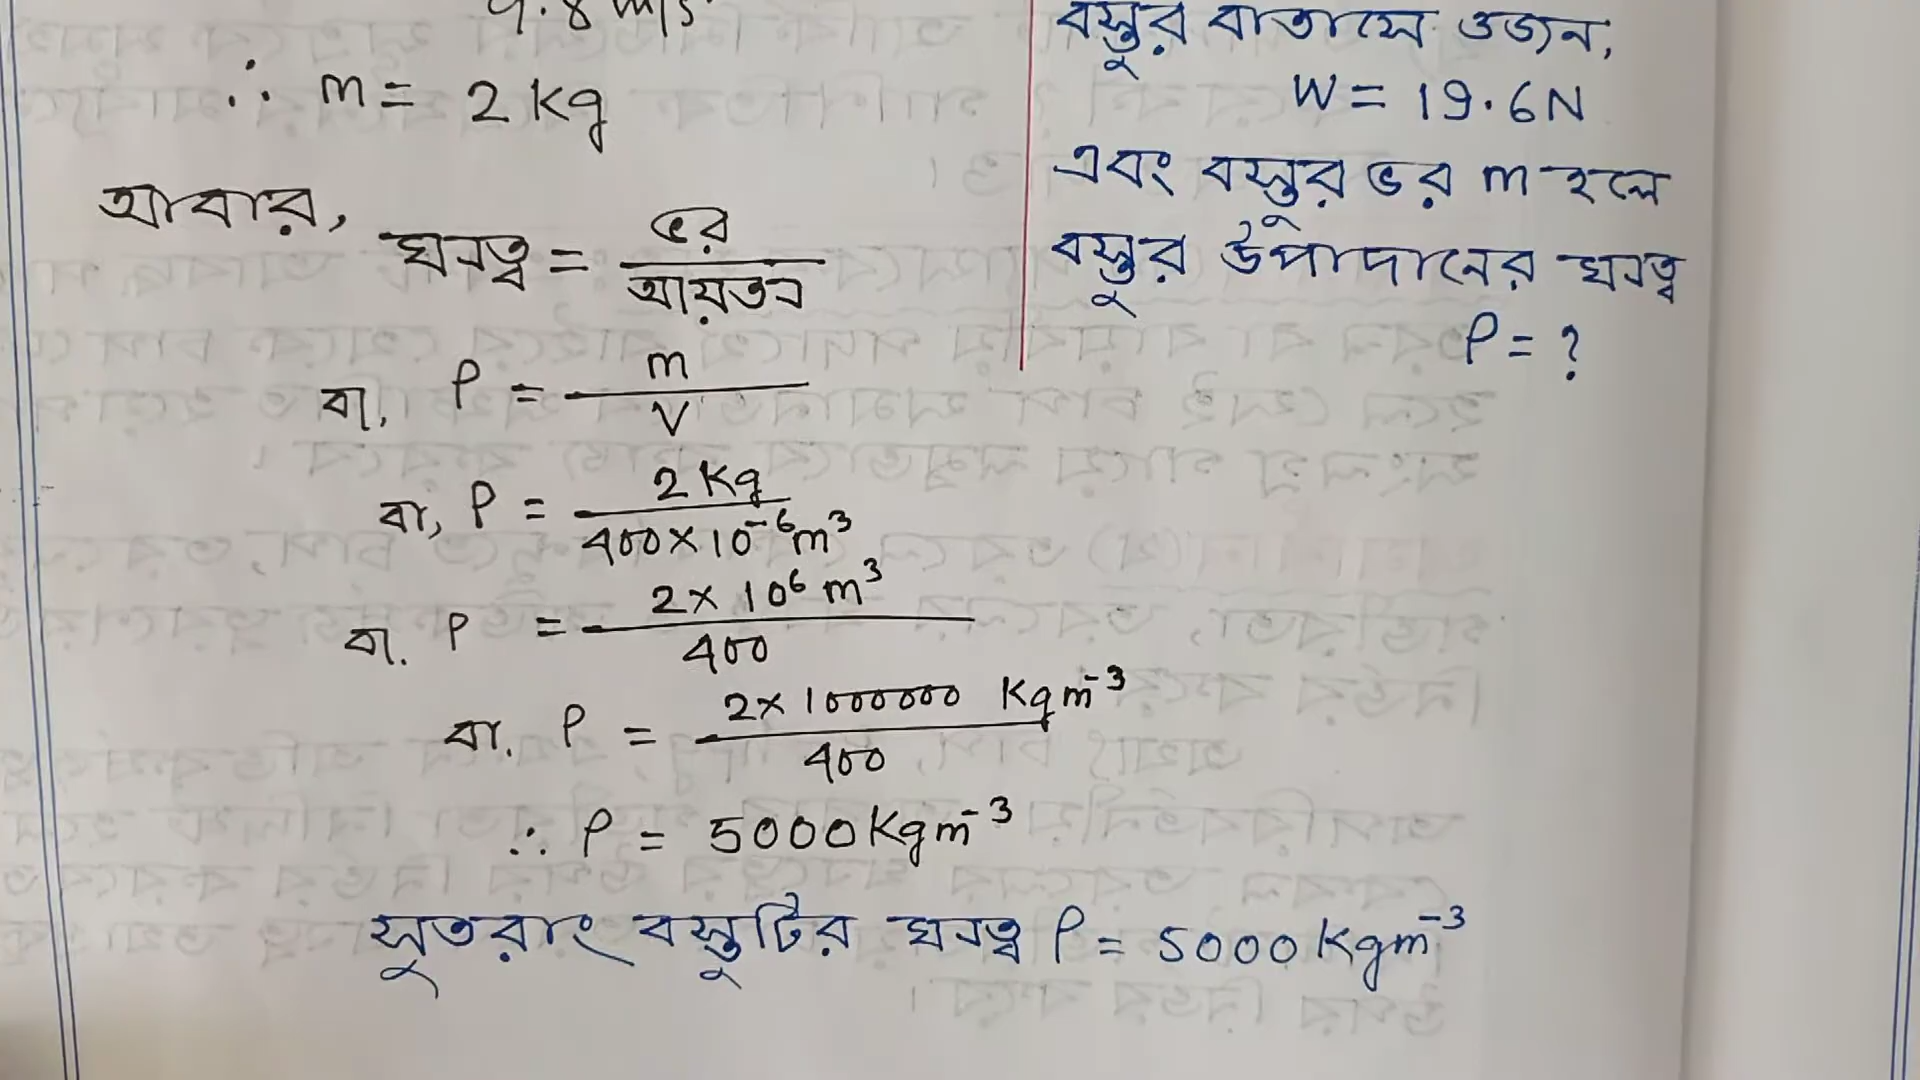 9.8 m/s
∴ m = 2 kg
আবার,
ঘনত্ব = ভর / আয়তন
বা, ρ = m / V
বা, ρ = 2 Kg / 400 × 10⁻⁶ m³
বা. ρ = 2 × 10⁶ m³ / 400
বা. ρ = 2 × 1000000 Kgm⁻³ / 400
∴ ρ = 5000 Kgm⁻³
সুতরাং বস্তুটির ঘনত্ব ρ = 5000 Kgm⁻³
বস্তুর বাতাসে ওজন,
W = 19.6N
এবং বস্তুর ভর m হলে
বস্তুর উপাদানের ঘনত্ব
ρ = ?